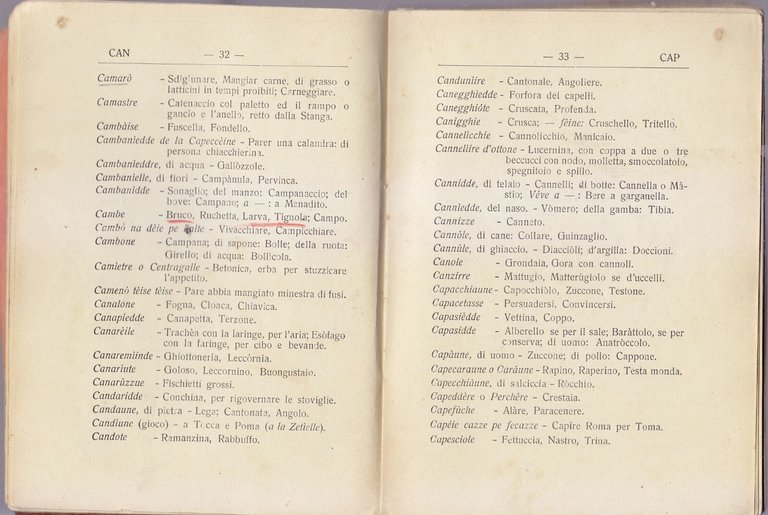 CAN — 32 —
Camarò - Sdigiunare, Mangiar carne, di grasso o
latticini in tempi proibiti; Carneggiare.
Camastre - Catenaccio col paletto ed il rampo o
gancio e l'anello, retto dalla Stanga.
Cambàise - Fuscella, Fondello.
Cambaniedde de la Capeccèine - Parer una calandra: di
persona chiacchierina.
Cambanieddre, di acqua - Gallòzzole.
Cambanielle, di fiori - Campànula, Pervinca.
Cambanidde - Sonaglio; del manzo: Campanaccio; del
bove: Campano; a — : a Menadito.
Cambe - Bruco, Ruchetta, Larva, Tignola; Campo.
Cambò na dèie pe - Vivacchiare, Campicchiare.
Cambone - Campana; di sapone: Bolle; della ruota:
Girello; di acqua: Bollicola.
Camietre o Centragalle - Betonica, erba per stuzzicare
l'appetito.
Camenò tèise tèise - Pare abbia mangiato minestra di fusi.
Canalone - Fogna, Cloaca, Chiavica.
Canapiedde - Canapetta, Terzone.
Canarèile - Trachèa con la laringe, per l'aria; Esòfago
con la faringe, per cibo e bevande.
Canaremiinde - Ghiottoneria, Leccòrnia.
Canariute - Goloso, Leccornino, Buongustaio.
Canarùzzue - Fischietti grossi.
Candaridde - Conchina, per rigovernare le stoviglie.
Candaune, di pietra - Lega; Cantonata, Angolo.
Candìune (gioco) - a Tocca e Poma (a la Zetielle).
Candote - Ramanzina, Rabbuffo.
— 33 — CAP
Candunìire - Cantonale, Angoliere.
Canegghiedde - Forfora dei capelli.
Canegghiòte - Cruscata, Profenda.
Canigghie - Crusca; — fèine: Cruschello, Tritello.
Cannelicchie - Cannolicchio, Manicaio.
Canneliire d'ottone - Lucernina, con coppa a due o tre
beccucci con nodo, molletta, smoccolatoio,
spegnitoio e spillo.
Cannidde, di telaio - Cannelli; di botte: Cannella o Mà-
stio; Véve a — : Bere a garganella.
Canniedde, del naso. - Vòmero; della gamba: Tibia.
Cannizze - Canneto.
Cannòle, di cane: Collare, Guinzaglio.
Cannùle, di ghiaccio. - Diacciòli; d'argilla: Doccioni.
Canole - Grondaia, Gora con cannoli.
Canzirre - Mattugio, Matterùgiolo se d'uccelli.
Capacchiaune - Capocchiòlo, Zuccone, Testone.
Capacetasse - Persuadersi, Convincersi.
Capasièdde - Vettina, Coppo.
Capasidde - Alberello se per il sale; Baràttolo, se per
conserva; di uomo: Anatròccolo.
Capàune, di uomo - Zuccone; di pollo: Cappone.
Capecaraune o Caráune - Rapino, Raperino, Testa monda.
Capecchiàune, di salciccia - Ròcchio.
Capeddère o Perchère - Crestaia.
Capefùche - Alàre, Paracenere.
Capéie cazze pe fecazze - Capire Roma per Toma.
Capesciole - Fettuccia, Nastro, Trina.